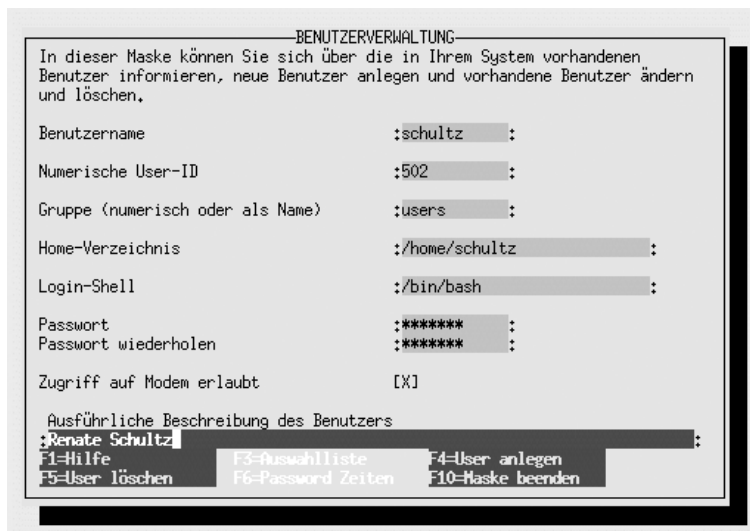 BENUTZERVERWALTUNG
In dieser Maske können Sie sich über die in Ihrem System vorhandenen
Benutzer informieren, neue Benutzer anlegen und vorhandene Benutzer ändern
und löschen.
Benutzername :schultz :
Numerische User-ID :502 :
Gruppe (numerisch oder als Name) :users :
Home-Verzeichnis :/home/schultz :
Login-Shell :/bin/bash :
Passwort :******* :
Passwort wiederholen :******* :
Zugriff auf Modem erlaubt [X]
Ausführliche Beschreibung des Benutzers
:Renate Schultz :
F1=Hilfe F3=Auswahlliste F4=User anlegen
F5=User löschen F6=Password Zeiten F10=Maske beenden